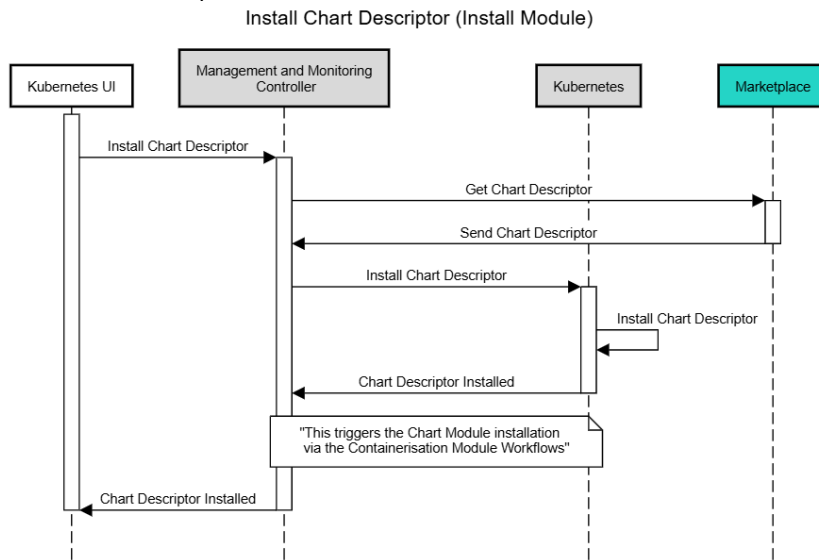 Install Chart Descriptor (Install Module)
Kubernetes UI
Management and Monitoring
Controller
Kubernetes
Marketplace
Install Chart Descriptor
Get Chart Descriptor
Send Chart Descriptor
Install Chart Descriptor
Install Chart Descriptor
Chart Descriptor Installed
"This triggers the Chart Module installation
via the Containerisation Module Workflows"
Chart Descriptor Installed